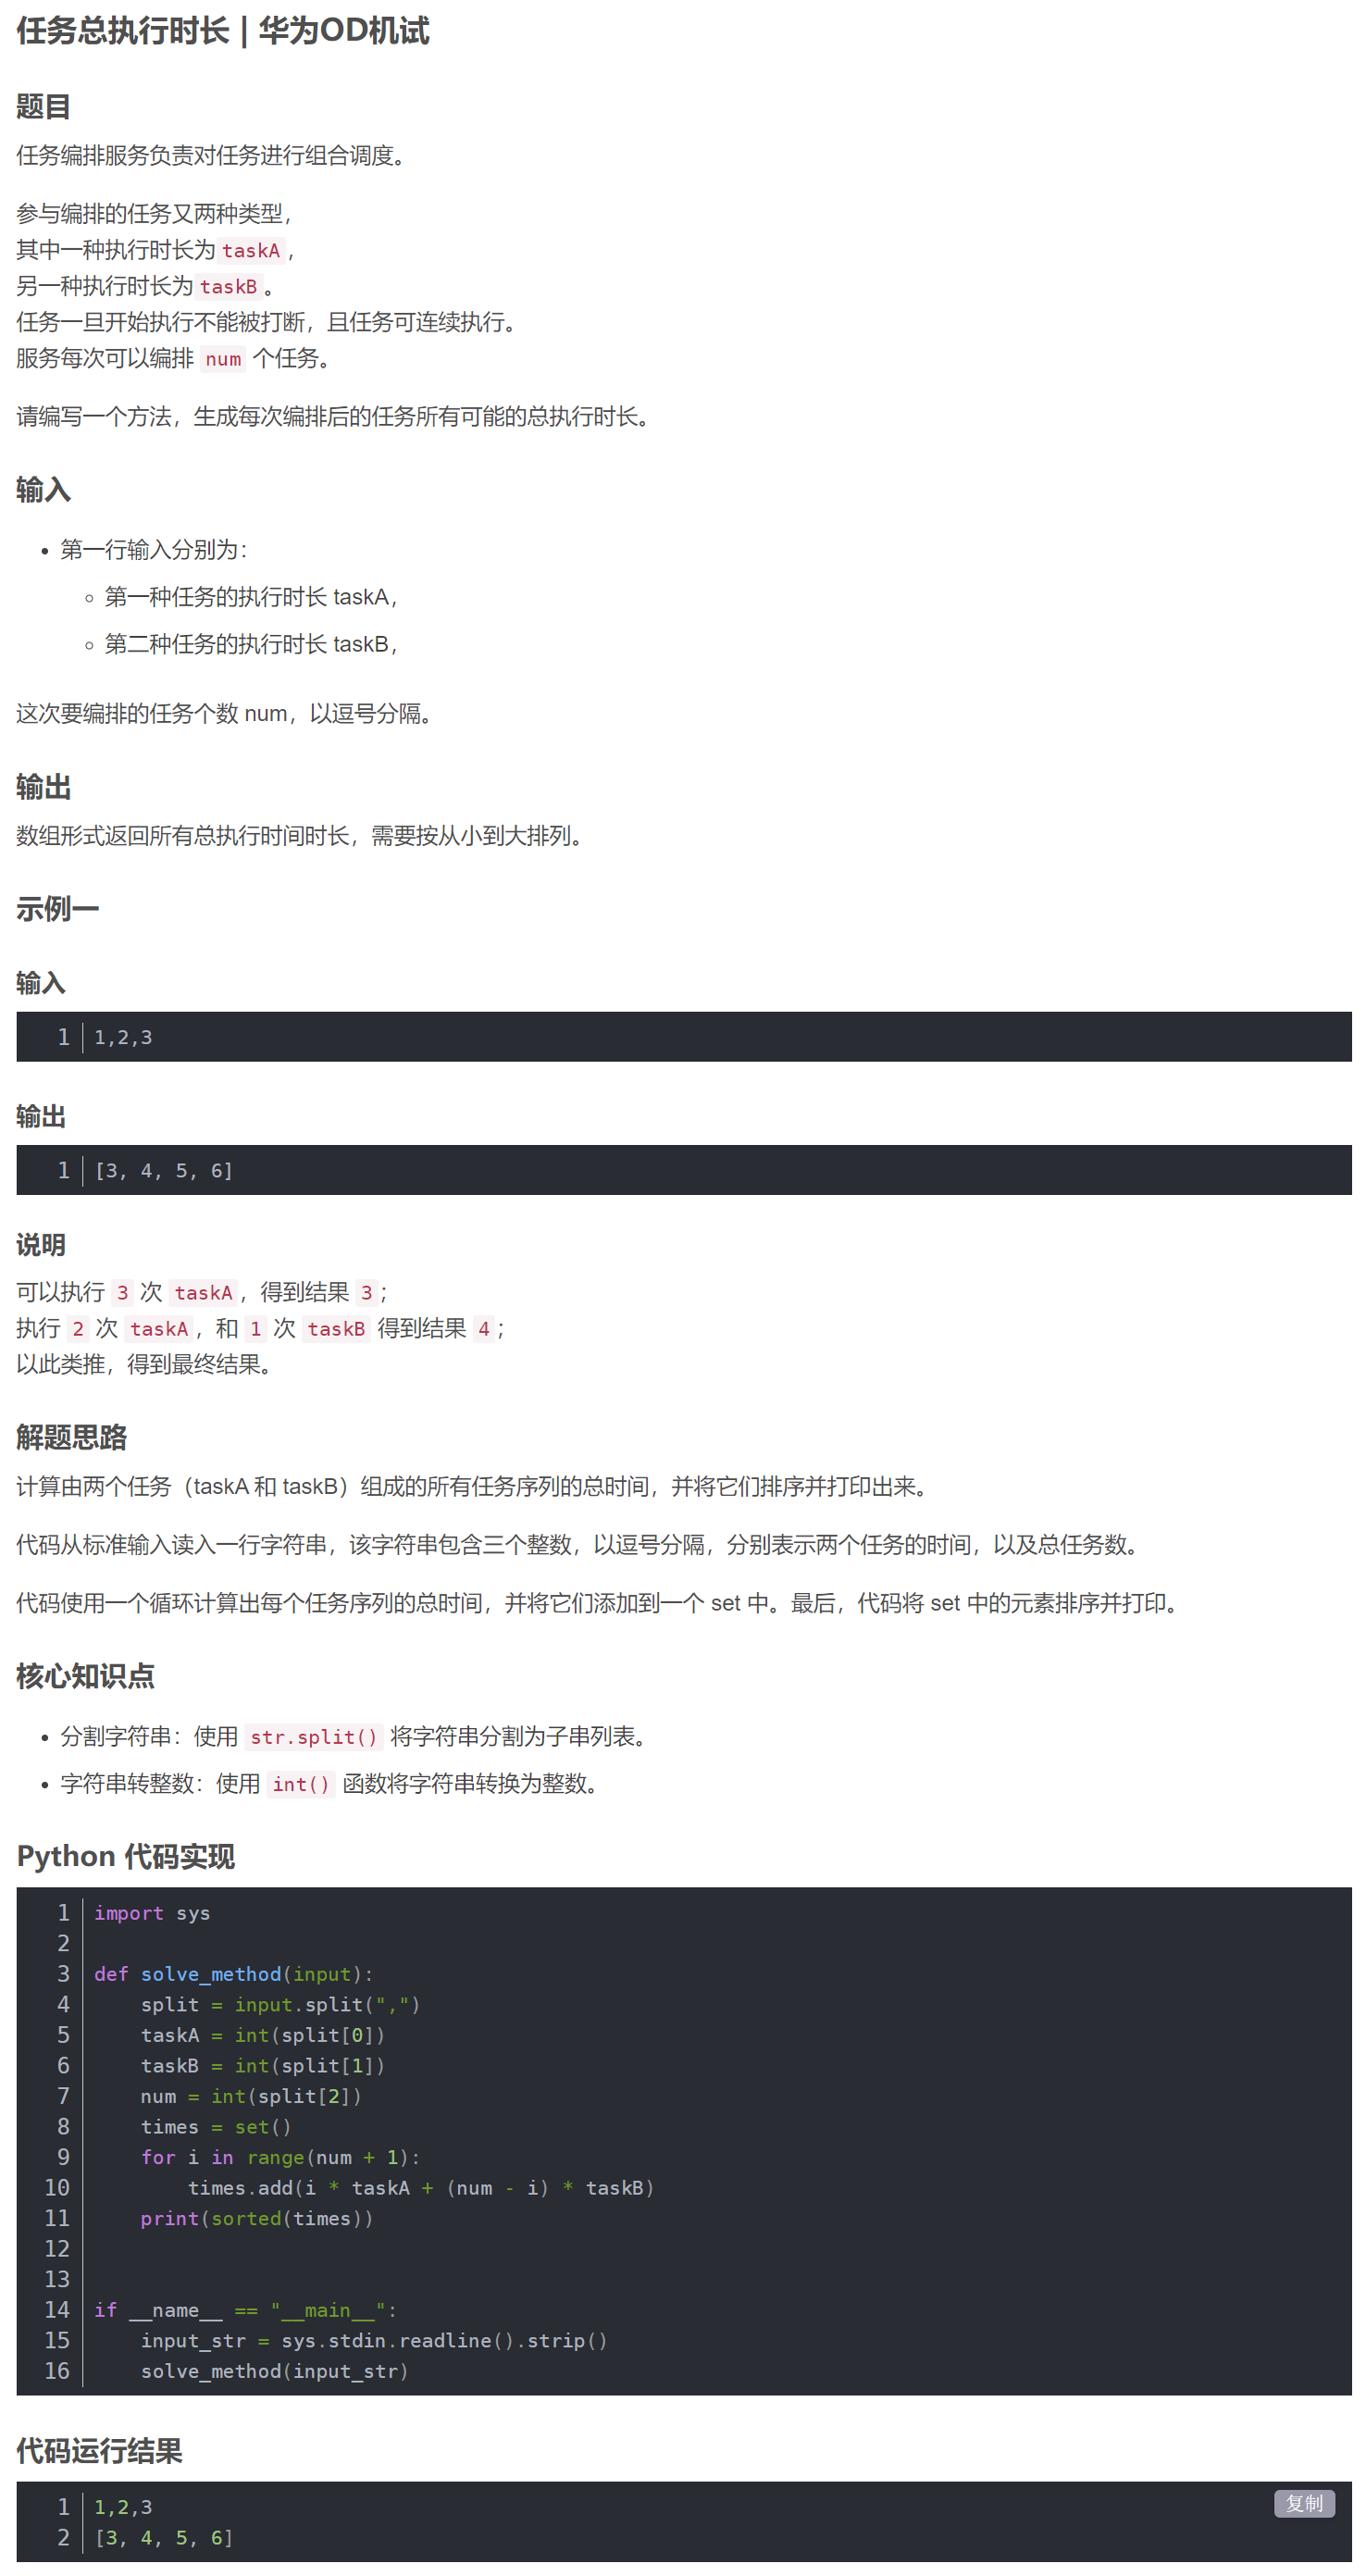 任务总执行时长 | 华为OD机试
题目
任务编排服务负责对任务进行组合调度。
参与编排的任务又两种类型，
其中一种执行时长为taskA，
另一种执行时长为taskB。
任务一旦开始执行不能被打断，且任务可连续执行。
服务每次可以编排 num 个任务。
请编写一个方法，生成每次编排后的任务所有可能的总执行时长。
输入
• 第一行输入分别为：
◦ 第一种任务的执行时长 taskA，
◦ 第二种任务的执行时长 taskB，
这次要编排的任务个数 num，以逗号分隔。
输出
数组形式返回所有总执行时间时长，需要按从小到大排列。
示例一
输入
1 1,2,3
输出
1 [3, 4, 5, 6]
说明
可以执行 3 次 taskA，得到结果 3；
执行 2 次 taskA，和 1 次 taskB 得到结果 4；
以此类推，得到最终结果。
解题思路
计算由两个任务（taskA 和 taskB）组成的所有任务序列的总时间，并将它们排序并打印出来。
代码从标准输入读入一行字符串，该字符串包含三个整数，以逗号分隔，分别表示两个任务的时间，以及总任务数。
代码使用一个循环计算出每个任务序列的总时间，并将它们添加到一个 set 中。最后，代码将 set 中的元素排序并打印。
核心知识点
• 分割字符串：使用 str.split() 将字符串分割为子串列表。
• 字符串转整数：使用 int() 函数将字符串转换为整数。
Python 代码实现
1 import sys
2
3 def solve_method(input):
4     split = input.split(",")
5     taskA = int(split[0])
6     taskB = int(split[1])
7     num = int(split[2])
8     times = set()
9     for i in range(num + 1):
10         times.add(i * taskA + (num - i) * taskB)
11     print(sorted(times))
12
13
14 if __name__ == "__main__":
15     input_str = sys.stdin.readline().strip()
16     solve_method(input_str)
代码运行结果
复制
1 1,2,3
2 [3, 4, 5, 6]